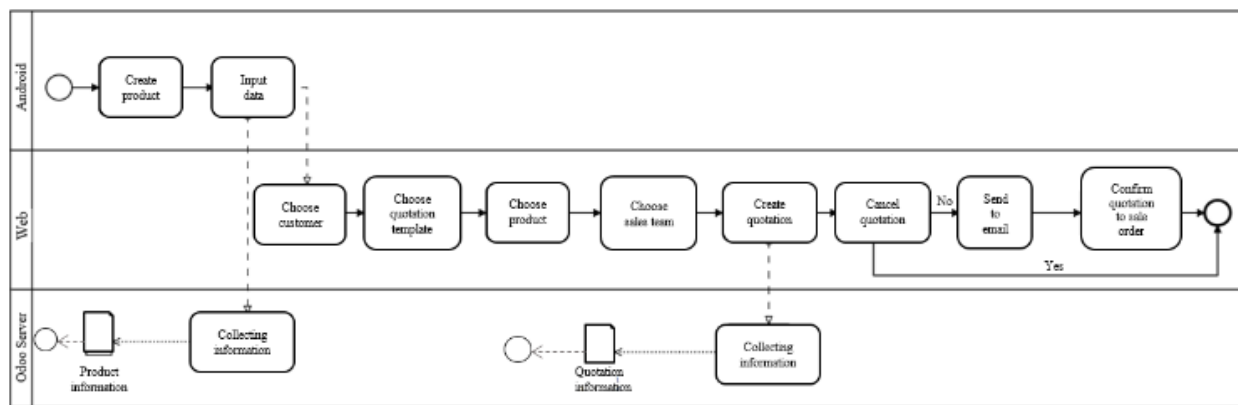 Android
Create
product
Input
data
Web
Choose
customer
Choose
quotation
template
Choose
product
Choose
sales team
Create
quotation
Cancel
quotation
No
Send
to
email
Confirm
quotation
to sale
order
Yes
Odoo Server
Product
information
Collecting
information
Quotation
information
Collecting
information